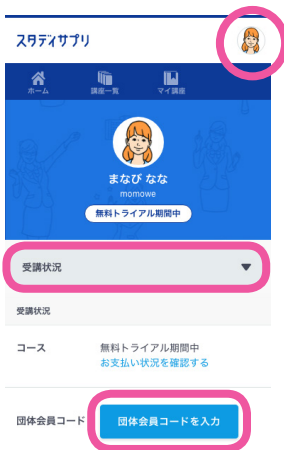 スタディサプリ
ホーム 講座一覧 マイ講座
まなび なな
momowe
無料トライアル期間中
受講状況 ▼
受講状況
コース 無料トライアル期間中
お支払い状況を確認する
団体会員コード 団体会員コードを入力